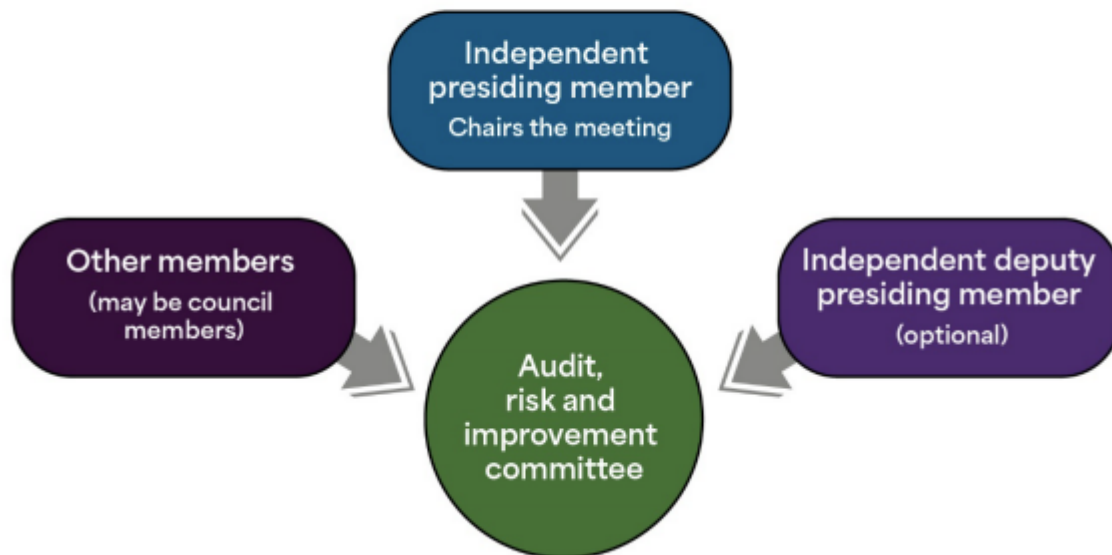 Independent
presiding member
Chairs the meeting
Other members
(may be council
members)
Independent deputy
presiding member
(optional)
Audit,
risk and
improvement
committee